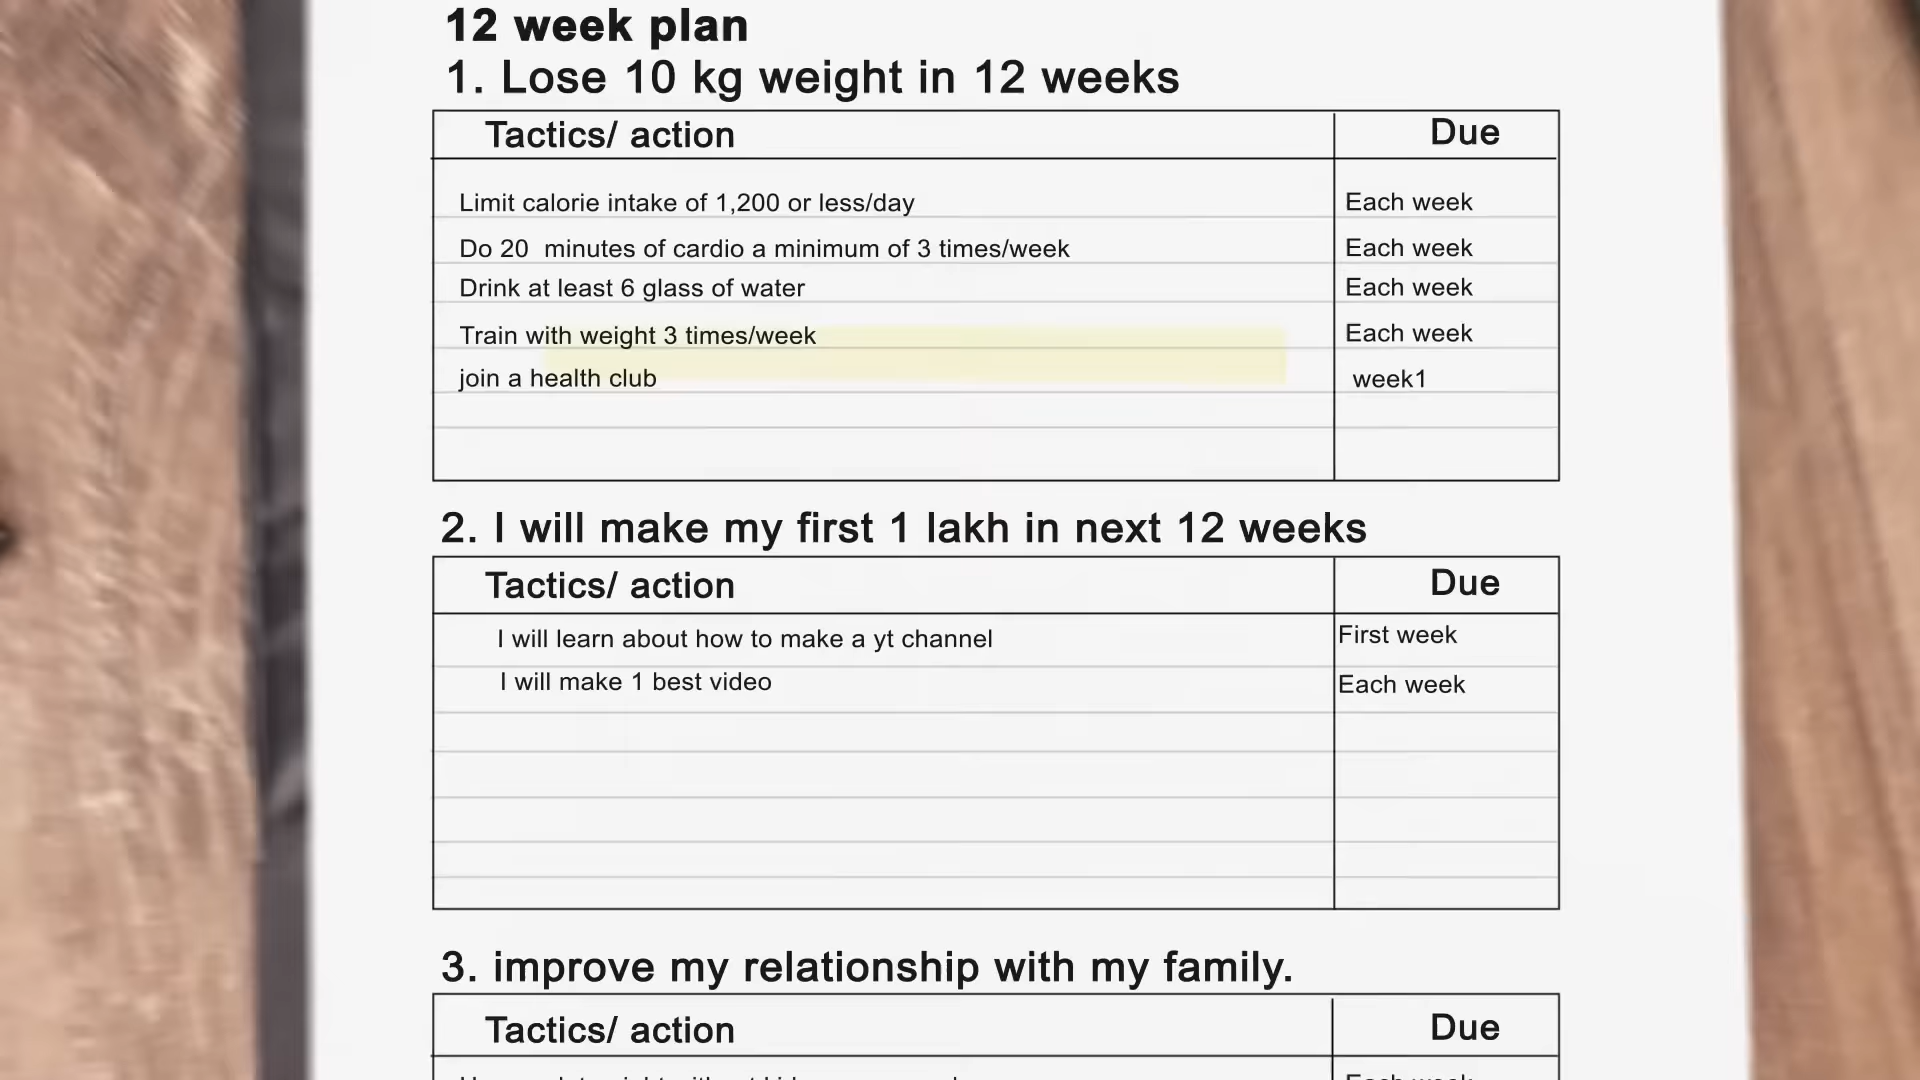 12 week plan
1. Lose 10 kg weight in 12 weeks
Tactics/ action Due
Limit calorie intake of 1,200 or less/day Each week
Do 20 minutes of cardio a minimum of 3 times/week Each week
Drink at least 6 glass of water Each week
Train with weight 3 times/week Each week
join a health club week1
2. I will make my first 1 lakh in next 12 weeks
Tactics/ action Due
I will learn about how to make a yt channel First week
I will make 1 best video Each week
3. improve my relationship with my family.
Tactics/ action Due
Each week